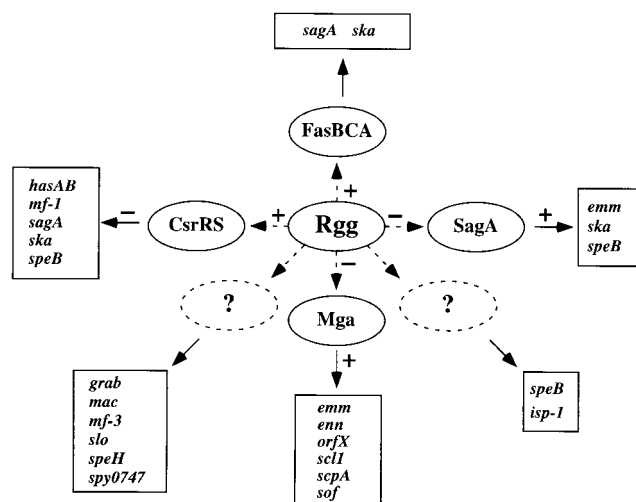 sagA ska
FasBCA
+
hasAB
mf-1
sagA
ska
speB
−
CsrRS
+
Rgg
−
SagA
+
emm
ska
speB
−
?
Mga
?
+
grab
mac
mf-3
slo
speH
spy0747
emm
enn
orfX
scl1
scpA
sof
speB
isp-1